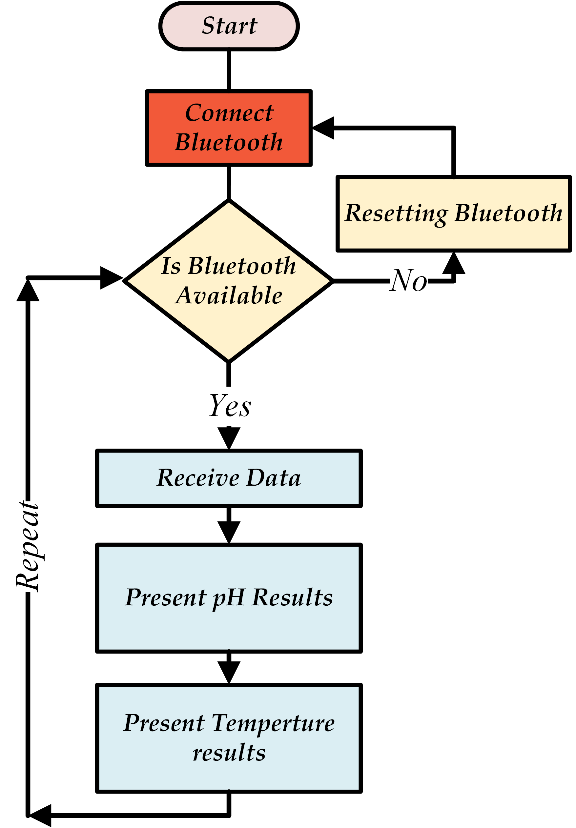 Start
Connect
Bluetooth
Resetting Bluetooth
Is Bluetooth
Available
No
Yes
Receive Data
Repeat
Present pH Results
Present Temperture
results